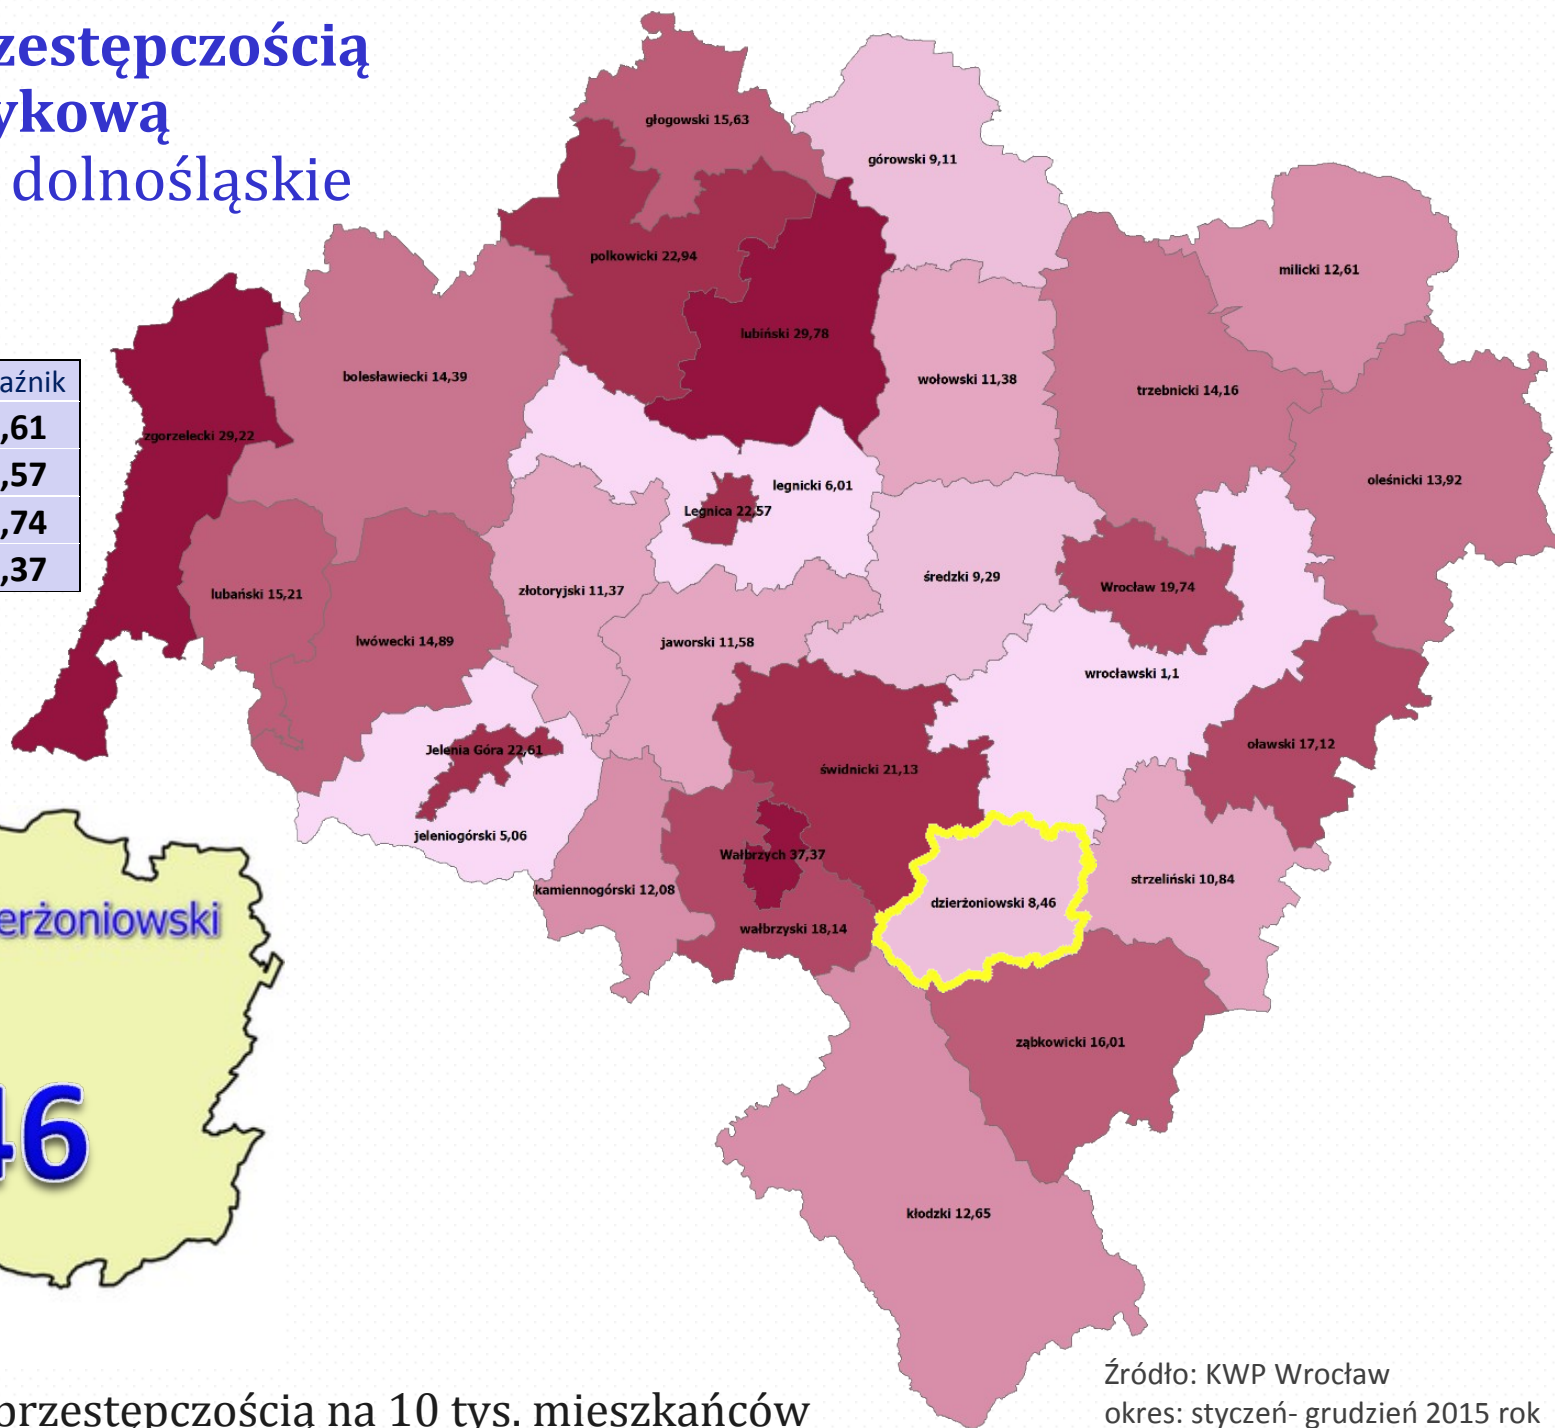 zestępczością
ykową
dolnośląskie
aźnik
,61
,57
,74
,37
głogowski 15,63
górowski 9,11
polkowicki 22,94
milicki 12,61
lubiński 29,78
bolesławiecki 14,39
wołowski 11,38
trzebnicki 14,16
zgorzelecki 29,22
oleśnicki 13,92
legnicki 6,01
Legnica 22,57
średzki 9,29
Wrocław 19,74
lubański 15,21
złotoryjski 11,37
lwówecki 14,89
jaworski 11,58
wrocławski 1,1
Jelenia Góra 22,61
oławski 17,12
świdnicki 21,13
jeleniogórski 5,06
Wałbrzych 37,37
kamiennogórski 12,08
strzeliński 10,84
dzierżoniowski 8,46
wałbrzyski 18,14
erżoniowski
46
ząbkowicki 16,01
kłodzki 12,65
przestępczością na 10 tys. mieszkańców
Źródło: KWP Wrocław
okres: styczeń- grudzień 2015 rok